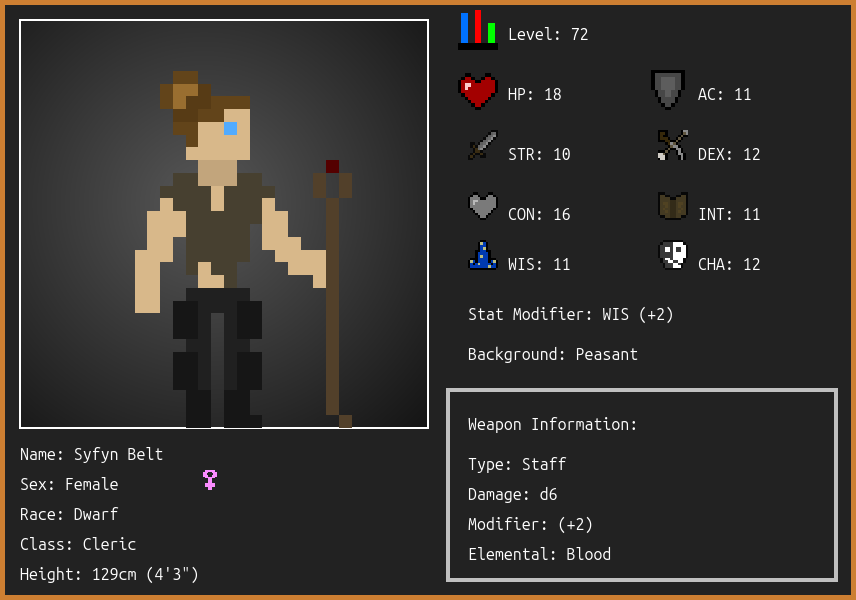 Level: 72
HP: 18
AC: 11
STR: 10
DEX: 12
CON: 16
INT: 11
WIS: 11
CHA: 12
Stat Modifier: WIS (+2)
Background: Peasant
Weapon Information:
Type: Staff
Damage: d6
Modifier: (+2)
Elemental: Blood
Name: Syfyn Belt
Sex: Female
Race: Dwarf
Class: Cleric
Height: 129cm (4'3")